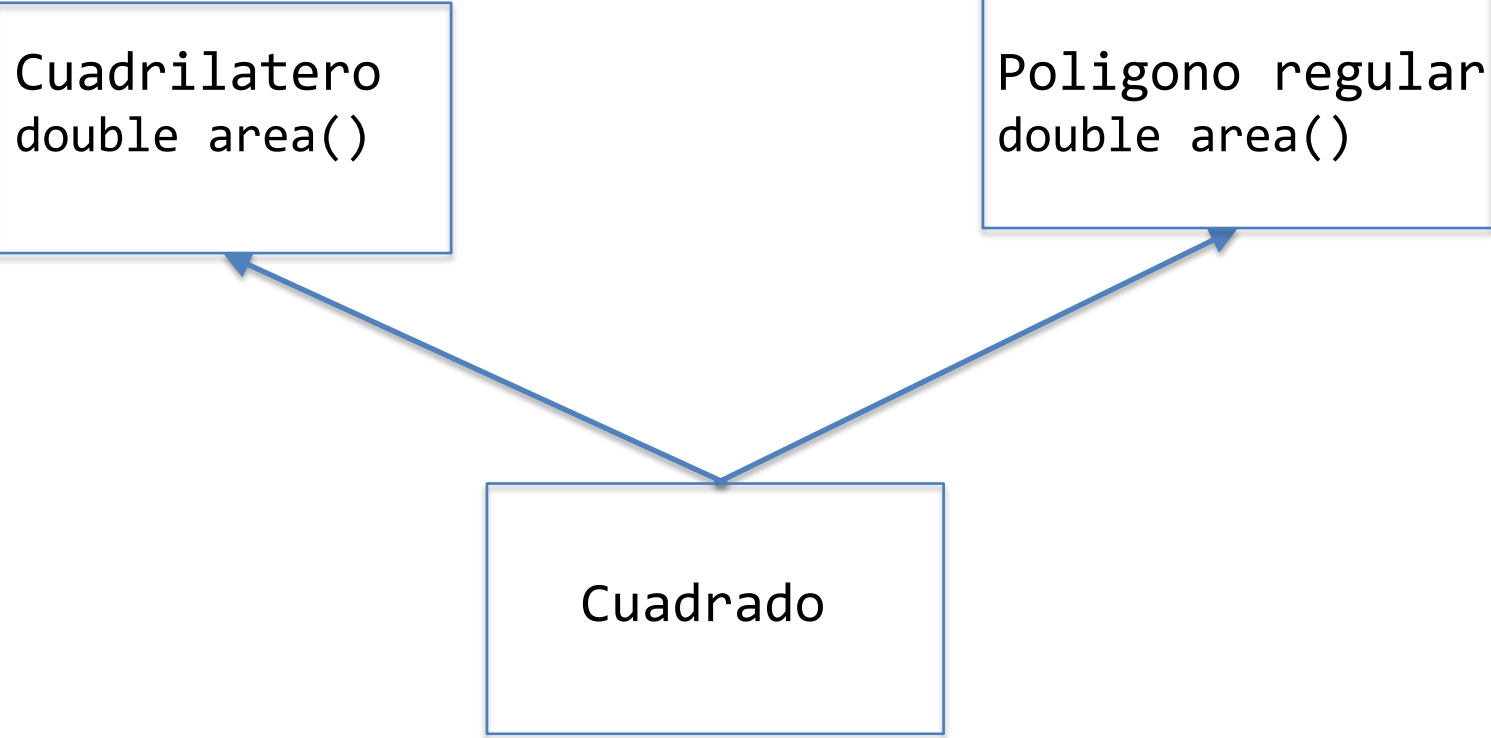 Cuadrilatero
double area()
Poligono regular
double area()
Cuadrado